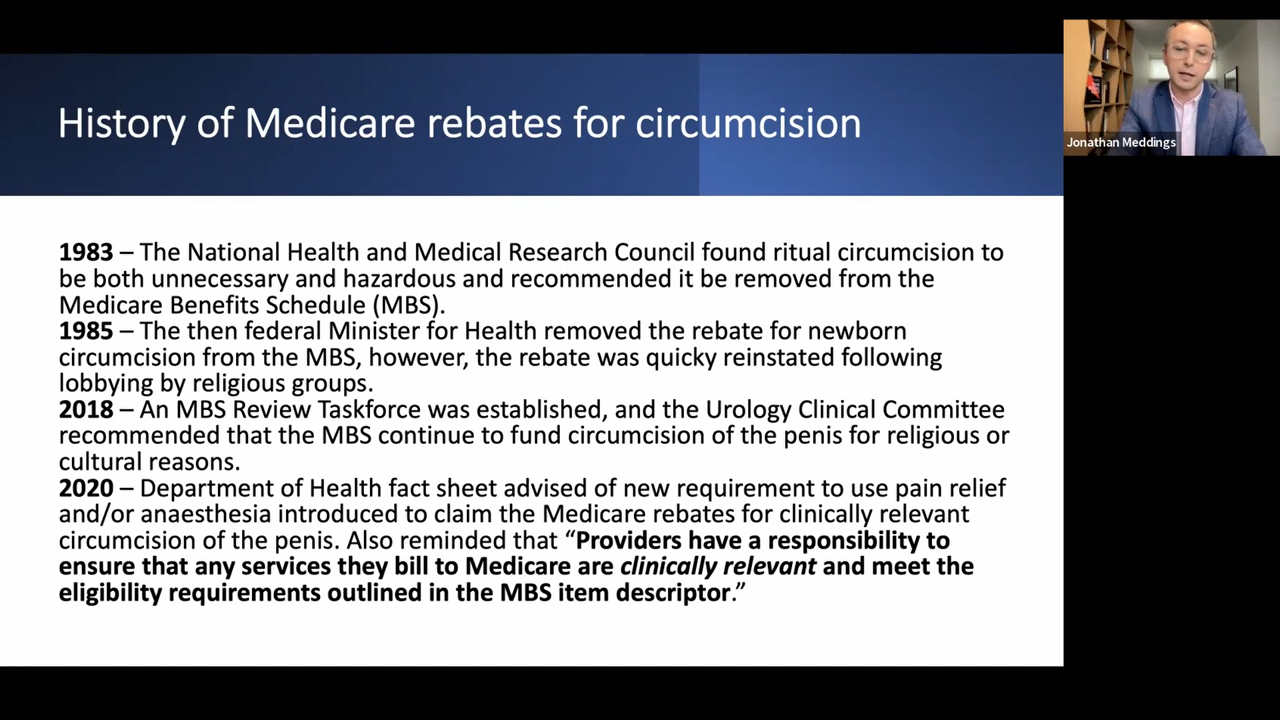 History of Medicare rebates for circumcision
Jonathan Meddings
1983 – The National Health and Medical Research Council found ritual circumcision to
be both unnecessary and hazardous and recommended it be removed from the
Medicare Benefits Schedule (MBS).
1985 – The then federal Minister for Health removed the rebate for newborn
circumcision from the MBS, however, the rebate was quicky reinstated following
lobbying by religious groups.
2018 – An MBS Review Taskforce was established, and the Urology Clinical Committee
recommended that the MBS continue to fund circumcision of the penis for religious or
cultural reasons.
2020 – Department of Health fact sheet advised of new requirement to use pain relief
and/or anaesthesia introduced to claim the Medicare rebates for clinically relevant
circumcision of the penis. Also reminded that “Providers have a responsibility to
ensure that any services they bill to Medicare are clinically relevant and meet the
eligibility requirements outlined in the MBS item descriptor.”